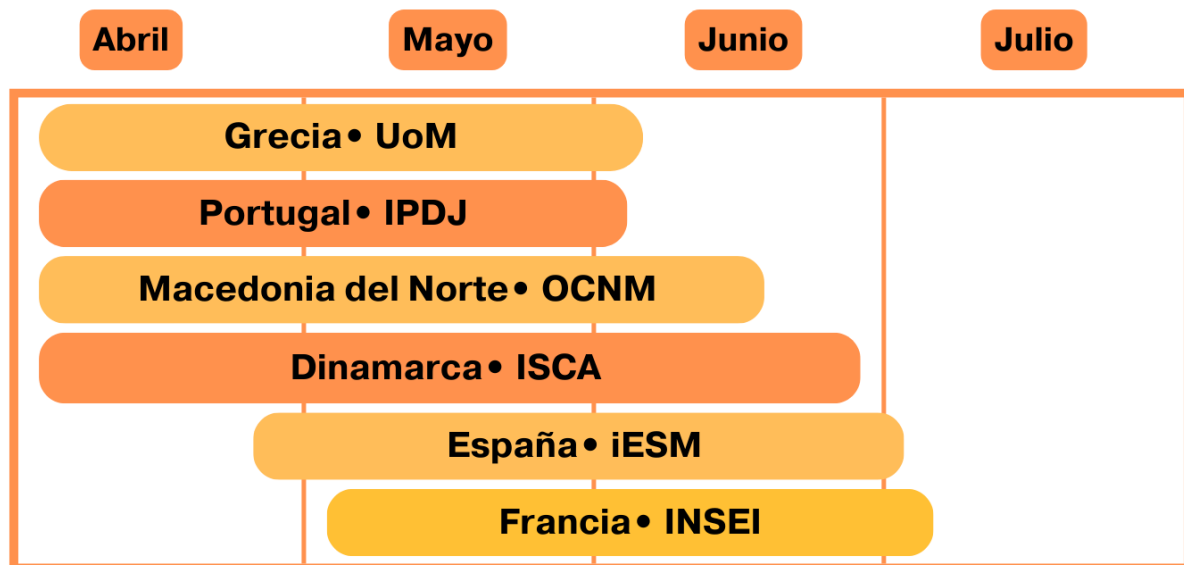 Abril
Mayo
Junio
Julio
Grecia• UoM
Portugal• IPDJ
Macedonia del Norte• OCNM
Dinamarca• ISCA
España• iESM
Francia• INSEI